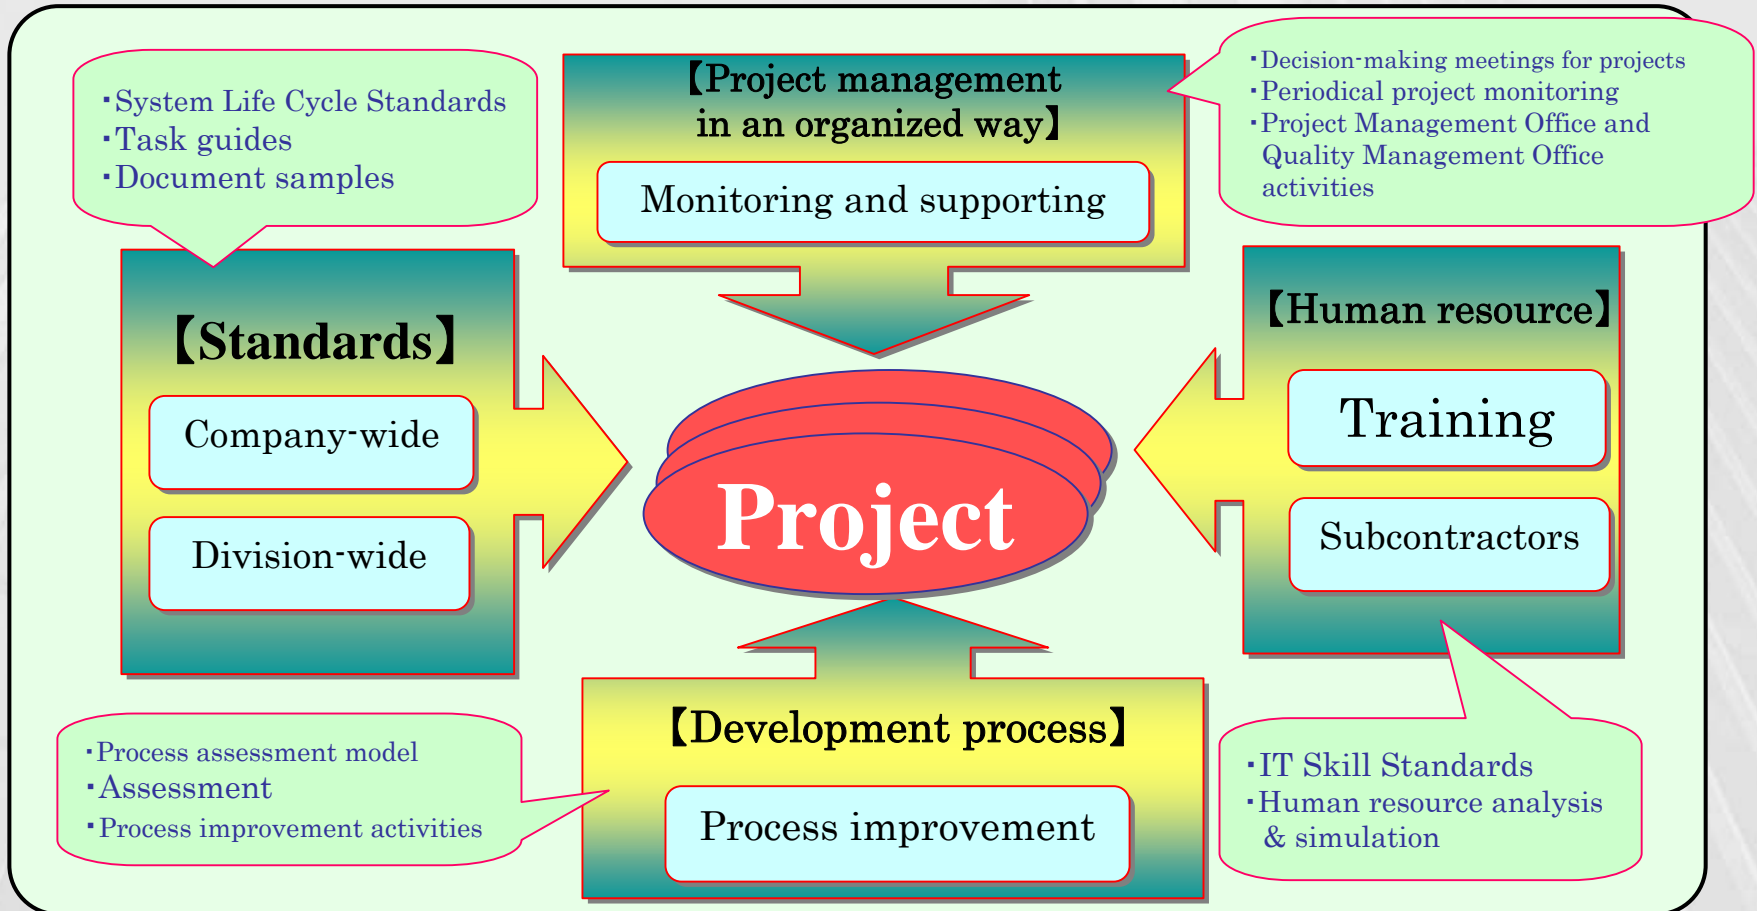 ・System Life Cycle Standards
・Task guides
・Document samples
【Project management
in an organized way】
Monitoring and supporting
・Decision-making meetings for projects
・Periodical project monitoring
・Project Management Office and
Quality Management Office
activities
【Standards】
Company-wide
Division-wide
【Human resource】
Training
Subcontractors
Project
【Development process】
Process improvement
・Process assessment model
・Assessment
・Process improvement activities
・IT Skill Standards
・Human resource analysis
& simulation